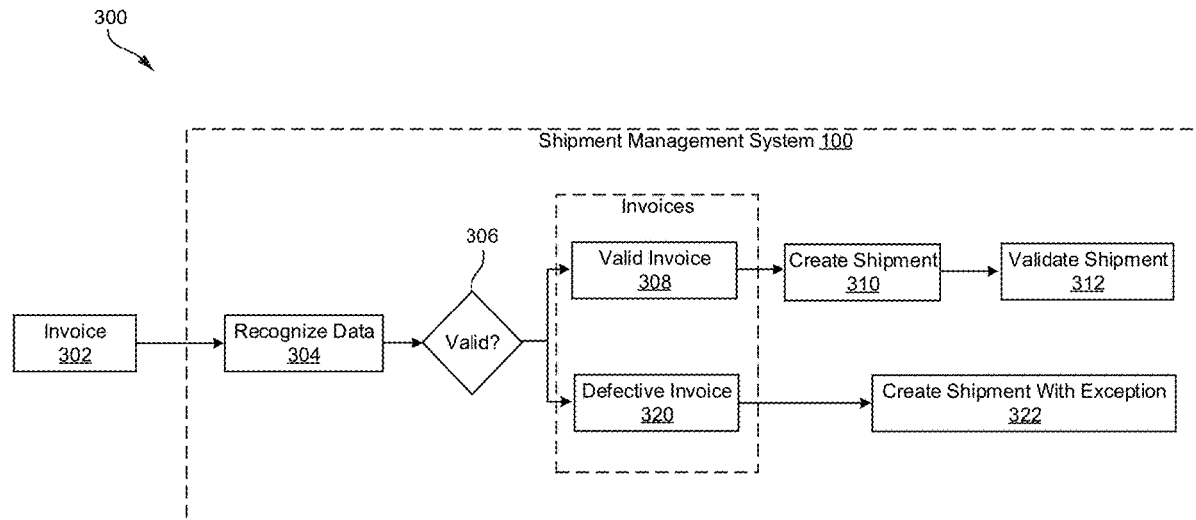 300
Shipment Management System 100
Invoices
306
Valid Invoice
308
Create Shipment
310
Validate Shipment
312
Invoice
302
Recognize Data
304
Valid?
Defective Invoice
320
Create Shipment With Exception
322